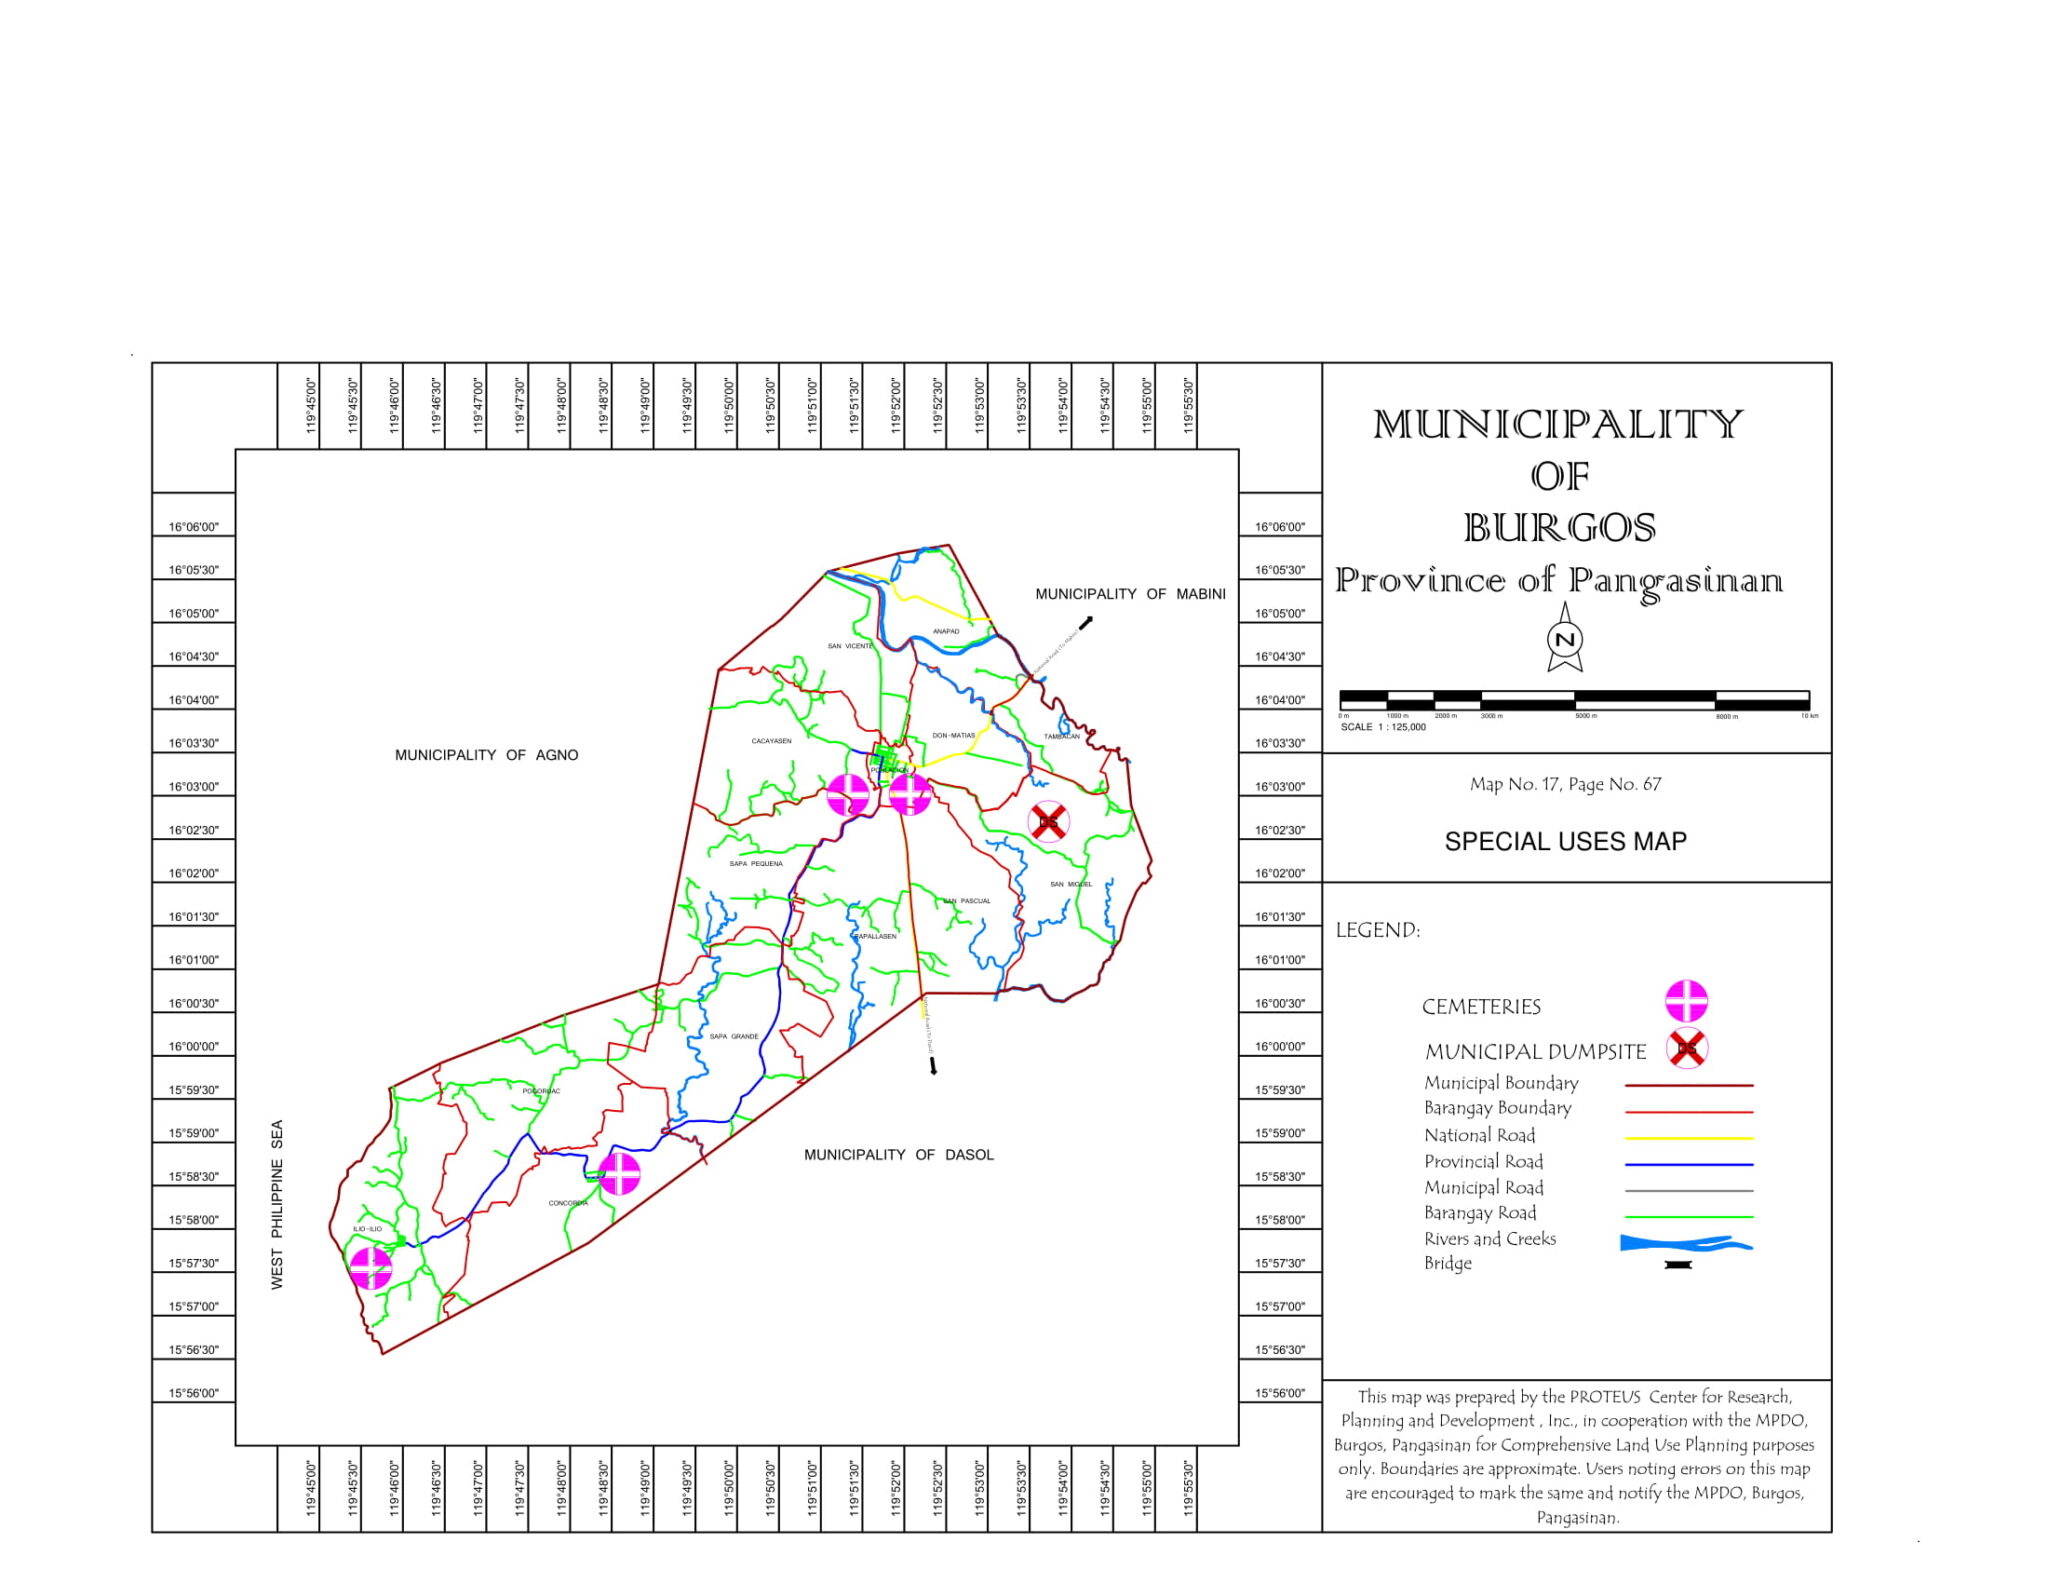 119°45'00"
119°45'30"
119°46'00"
119°46'30"
119°47'00"
119°47'30"
119°48'00"
119°48'30"
119°49'00"
119°49'30"
119°50'00"
119°50'30"
119°51'00"
119°51'30"
119°52'00"
119°52'30"
119°53'00"
119°53'30"
119°54'00"
119°54'30"
119°55'00"
119°55'30"
16°06'00"
16°05'30"
16°05'00"
16°04'30"
16°04'00"
16°03'30"
16°03'00"
16°02'30"
16°02'00"
16°01'30"
16°01'00"
16°00'30"
16°00'00"
15°59'30"
15°59'00"
15°58'30"
15°58'00"
15°57'30"
15°57'00"
15°56'30"
15°56'00"
MUNICIPALITY OF MABINI
National Road (To Mabini)
ANAPAD
SAN VICENTE
CACAYASEN
DON-MATIAS
TAMBACAN
POBLACION
MUNICIPALITY OF AGNO
DS
SAPA PEQUENA
SAN MIGUEL
SAN PASCUAL
PAPALLASEN
SAPA GRANDE
National Road (To Dasol)
POGORUAC
MUNICIPALITY OF DASOL
CONCORDIA
ILIO-ILIO
WEST PHILIPPINE SEA
16°06'00"
16°05'30"
16°05'00"
16°04'30"
16°04'00"
16°03'30"
16°03'00"
16°02'30"
16°02'00"
16°01'30"
16°01'00"
16°00'30"
16°00'00"
15°59'30"
15°59'00"
15°58'30"
15°58'00"
15°57'30"
15°57'00"
15°56'30"
15°56'00"
119°45'00"
119°45'30"
119°46'00"
119°46'30"
119°47'00"
119°47'30"
119°48'00"
119°48'30"
119°49'00"
119°49'30"
119°50'00"
119°50'30"
119°51'00"
119°51'30"
119°52'00"
119°52'30"
119°53'00"
119°53'30"
119°54'00"
119°54'30"
119°55'00"
119°55'30"
MUNICIPALITY
OF
BURGOS
Province of Pangasinan
N
0 m 1000 m 2000 m 3000 m 5000 m 8000 m 10 km
SCALE 1 : 125,000
Map No. 17, Page No. 67
SPECIAL USES MAP
LEGEND:
CEMETERIES
MUNICIPAL DUMPSITE DS
Municipal Boundary
Barangay Boundary
National Road
Provincial Road
Municipal Road
Barangay Road
Rivers and Creeks
Bridge
This map was prepared by the PROTEUS Center for Research,
Planning and Development , Inc., in cooperation with the MPDO,
Burgos, Pangasinan for Comprehensive Land Use Planning purposes
only. Boundaries are approximate. Users noting errors on this map
are encouraged to mark the same and notify the MPDO, Burgos,
Pangasinan.